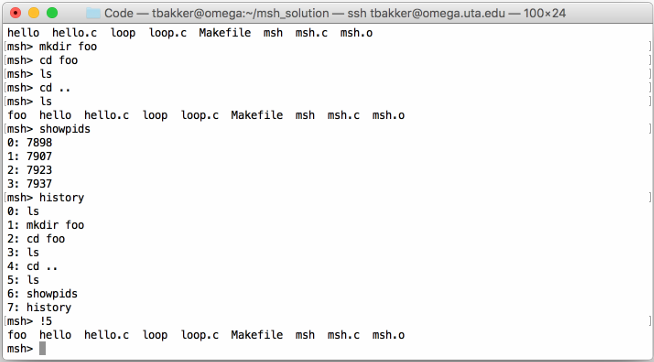 Code — tbakker@omega:~/msh_solution — ssh tbakker@omega.uta.edu — 100×24
hello  hello.c  loop  loop.c  Makefile  msh  msh.c  msh.o
[msh> mkdir foo ]
[msh> cd foo ]
[msh> ls ]
[msh> cd .. ]
[msh> ls ]
foo  hello  hello.c  loop  loop.c  Makefile  msh  msh.c  msh.o
[msh> showpids ]
0: 7898
1: 7907
2: 7923
3: 7937
[msh> history ]
0: ls
1: mkdir foo
2: cd foo
3: ls
4: cd ..
5: ls
6: showpids
7: history
[msh> !5 ]
foo  hello  hello.c  loop  loop.c  Makefile  msh  msh.c  msh.o
msh>